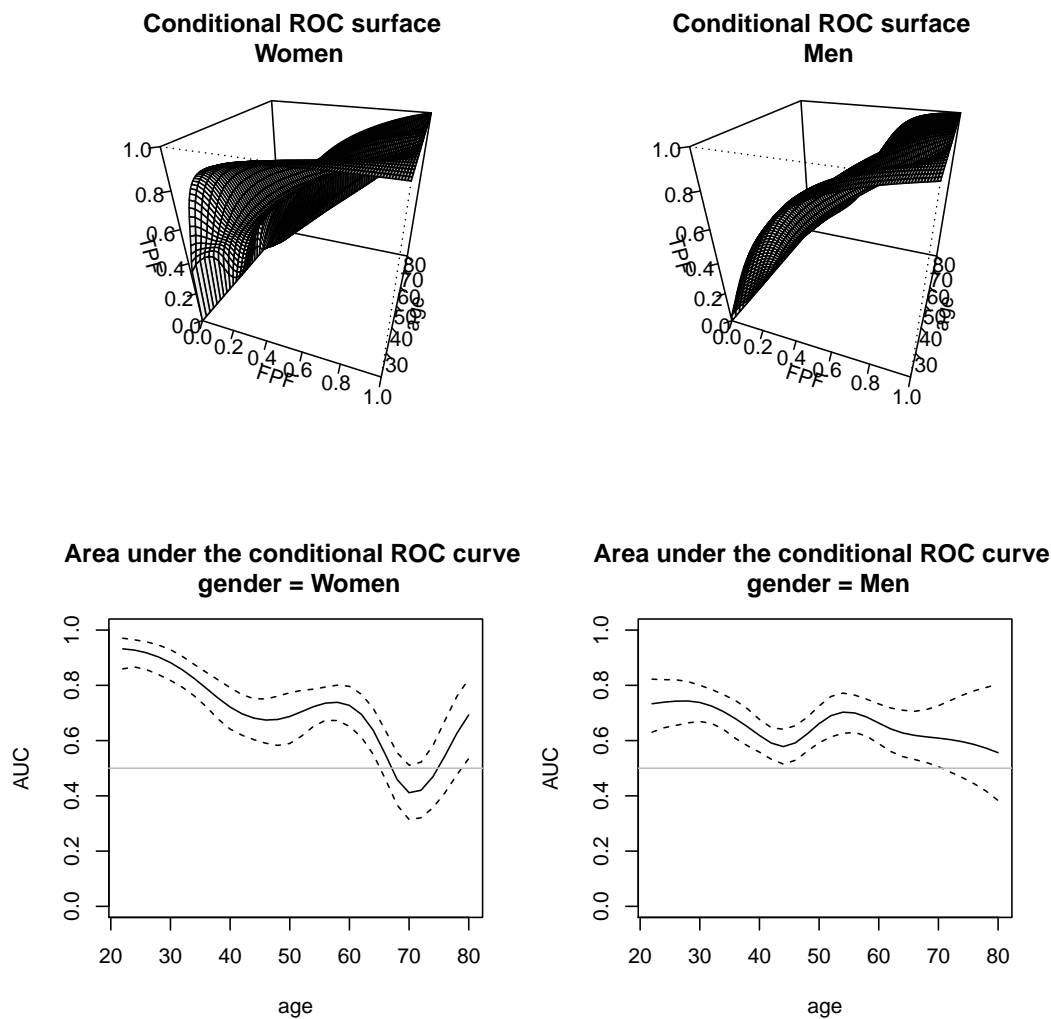 Conditional ROC surface
Women
1.0
0.8
0.6
0.4
0.2
0.0
TPF
0.0
0.2
0.4
0.6
0.8
1.0
FPF
30
40
50
60
70
80
age
Conditional ROC surface
Men
1.0
0.8
0.6
0.4
0.2
0.0
TPF
0.0
0.2
0.4
0.6
0.8
1.0
FPF
30
40
50
60
70
80
age
Area under the conditional ROC curve
gender = Women
1.0
0.8
0.6
0.4
0.2
0.0
AUC
20 30 40 50 60 70 80
age
Area under the conditional ROC curve
gender = Men
1.0
0.8
0.6
0.4
0.2
0.0
AUC
20 30 40 50 60 70 80
age